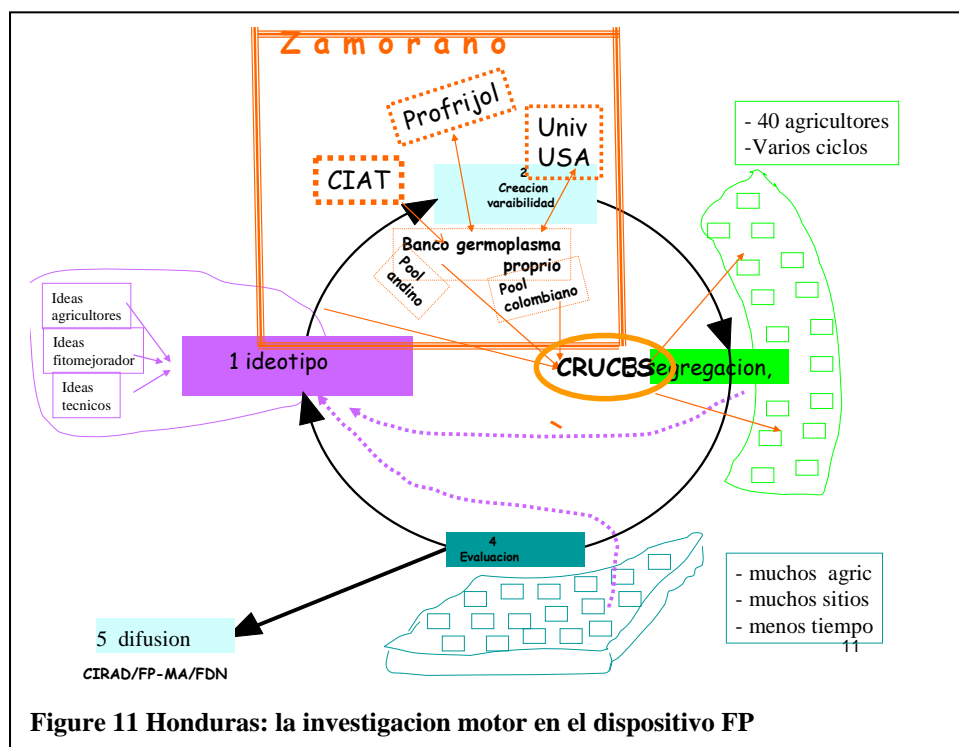 Zamorano
Profrijol
Univ
USA
CIAT
2
Creacion
varaibilidad
- 40 agricultores
-Varios ciclos
Banco germoplasma
proprio
Pool
andino
Pool
colombiano
Ideas
agricultores
Ideas
fitomejorador
Ideas
tecnicos
1 ideotipo
CRUCES
segregacion,
4
Evaluacion
- muchos agric
- muchos sitios
- menos tiempo
11
5 difusion
CIRAD/FP-MA/FDN
Figure 11 Honduras: la investigacion motor en el dispositivo FP